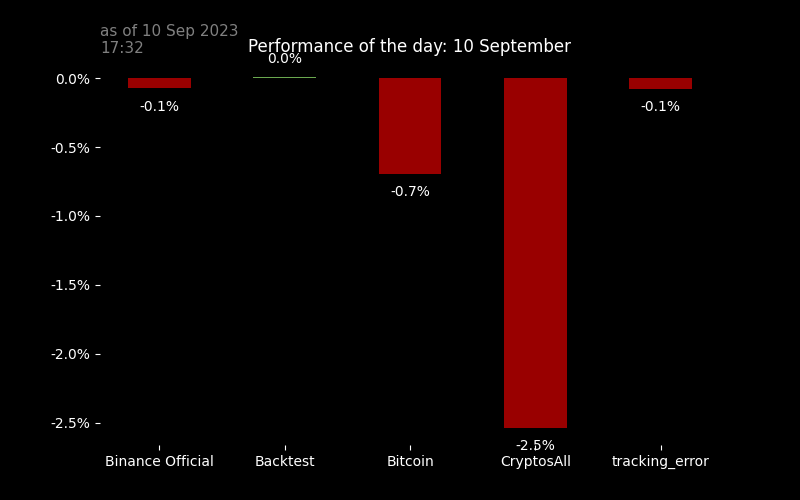 as of 10 Sep 2023
17:32
Performance of the day: 10 September
0.0%
0.0%
-0.1%
-0.1%
-0.5%
-0.7%
-1.0%
-1.5%
-2.0%
-2.5%
-2.5%
Binance Official
Backtest
Bitcoin
CryptosAll
tracking_error